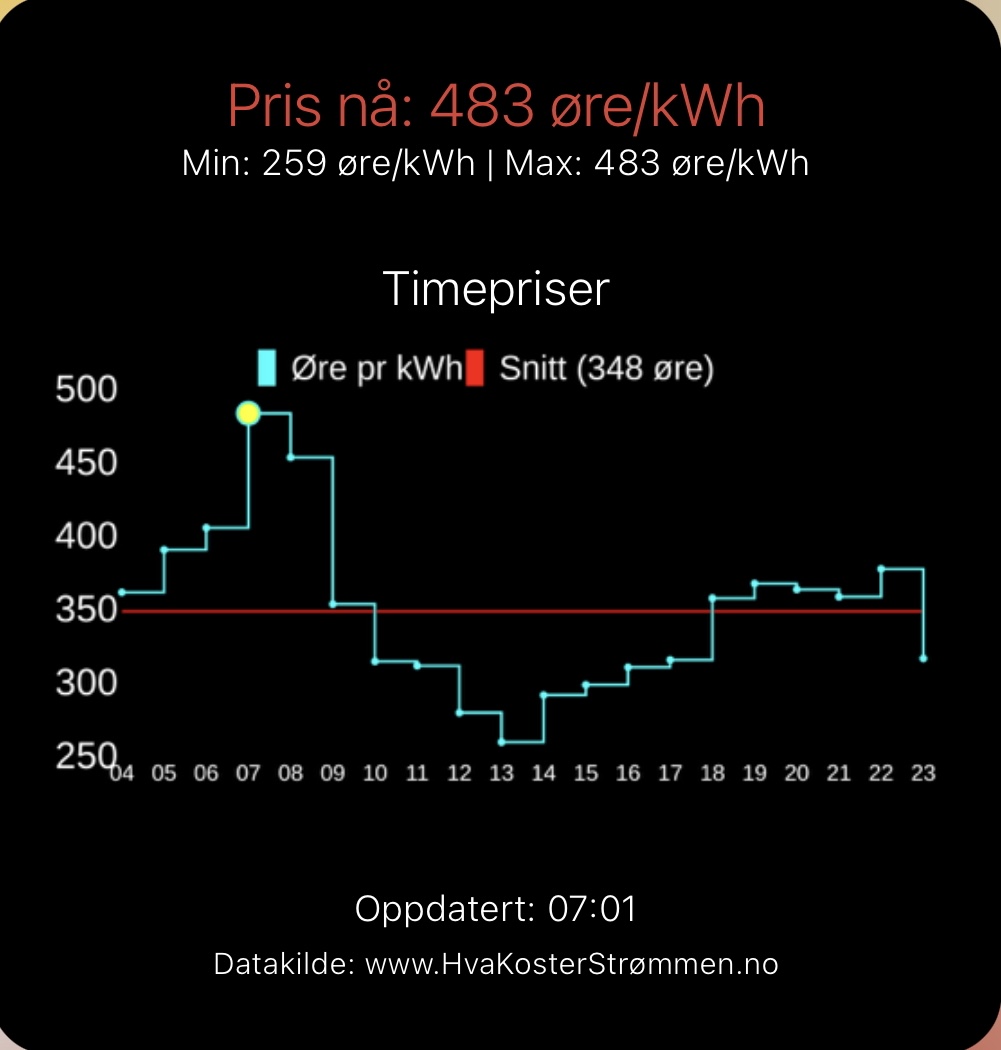 Pris nå: 483 øre/kWh
Min: 259 øre/kWh | Max: 483 øre/kWh
Timepriser
Øre pr kWh Snitt (348 øre)
500
450
400
350
300
250
04 05 06 07 08 09 10 11 12 13 14 15 16 17 18 19 20 21 22 23
Oppdatert: 07:01
Datakilde: www.HvaKosterStrømmen.no